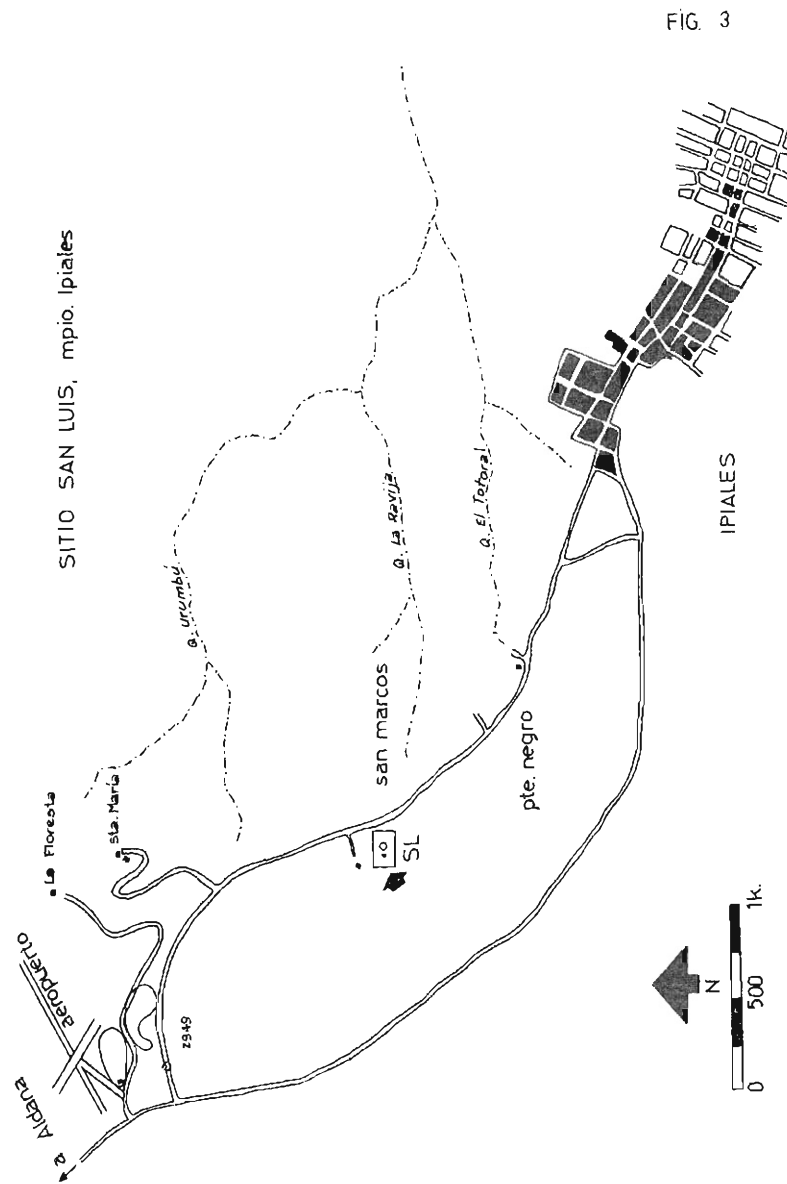 FIG. 3
SITIO SAN LUIS, mpio. Ipiales
a Aldana
aeropuerto
La Floresta
Sta. María
Q. Urumbú
2949
san marcos
Q. La Ravija
SL
Q. El Totoral
pte. negro
IPIALES
N
0 500 1k.